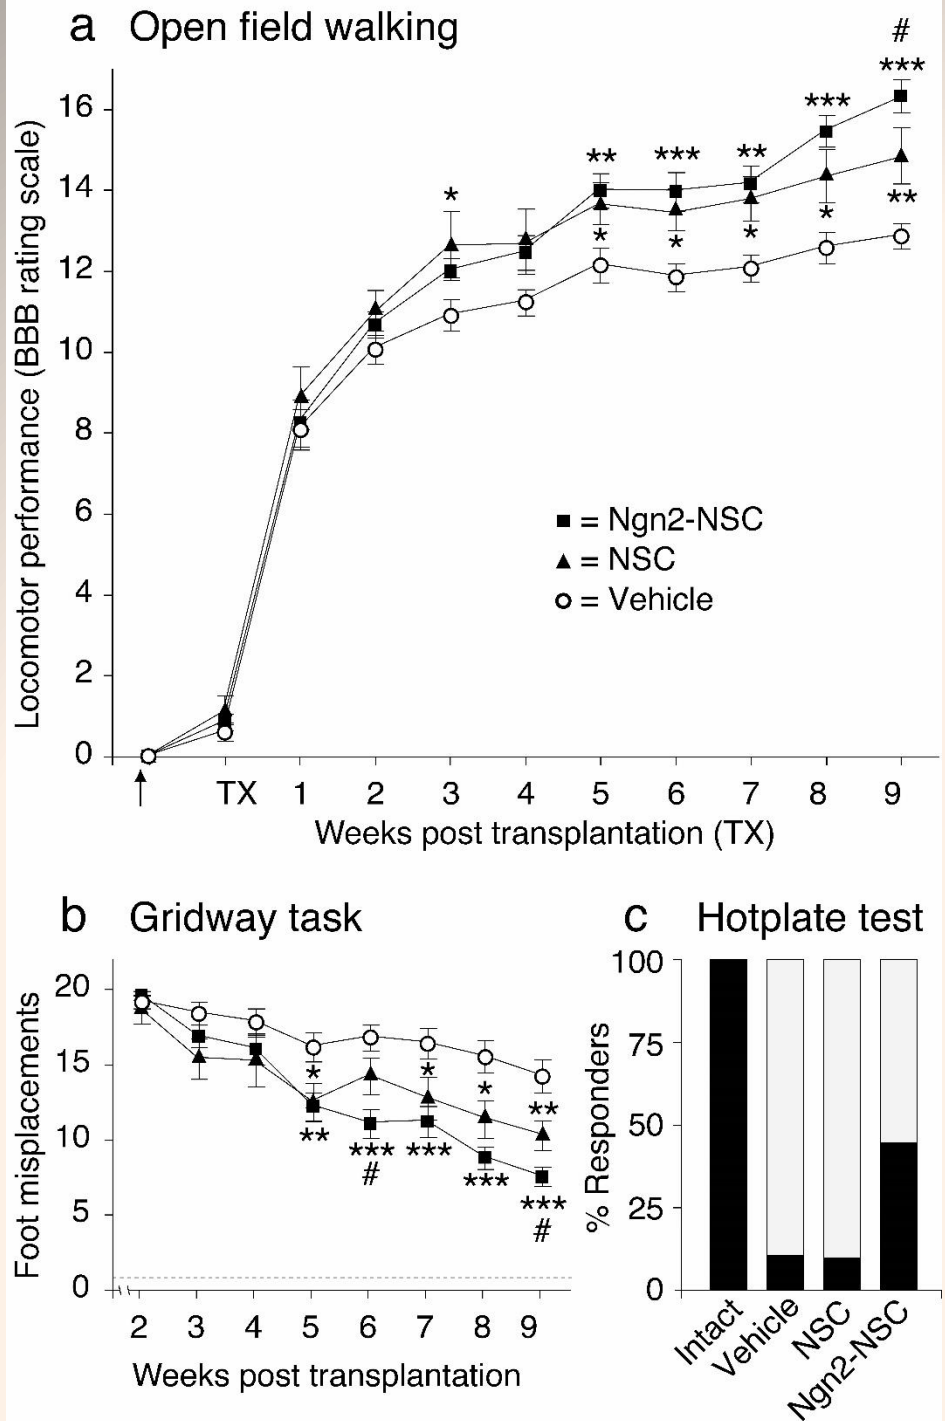 a Open field walking
#
***
***
** *** **
*
**
* * * *
Locomotor performance (BBB rating scale)
16
14
12
10
8
6
4
2
0
■ = Ngn2-NSC
▲ = NSC
○ = Vehicle
↑ TX 1 2 3 4 5 6 7 8 9
Weeks post transplantation (TX)
b Gridway task
Foot misplacements
20
15
10
5
0
* * *
**
** *** *** *** ***
# #
2 3 4 5 6 7 8 9
Weeks post transplantation
c Hotplate test
% Responders
100
75
50
25
0
Intact
Vehicle
NSC
Ngn2-NSC